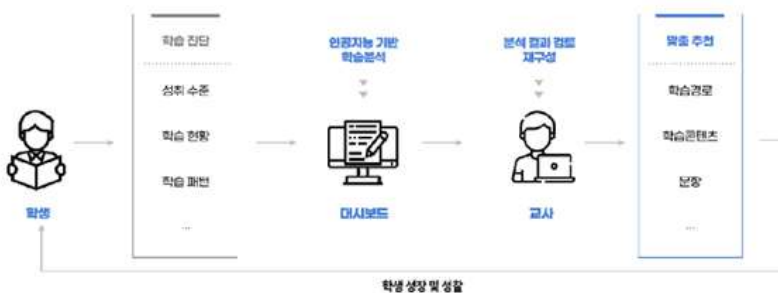 학습 진단
성취 수준
학습 현황
학습 패턴
...
인공지능 기반
학습분석
분석 결과 검토
재구성
맞춤 추천
학습경로
학습콘텐츠
문항
...
학생
대시보드
교사
학생 성장 및 성찰